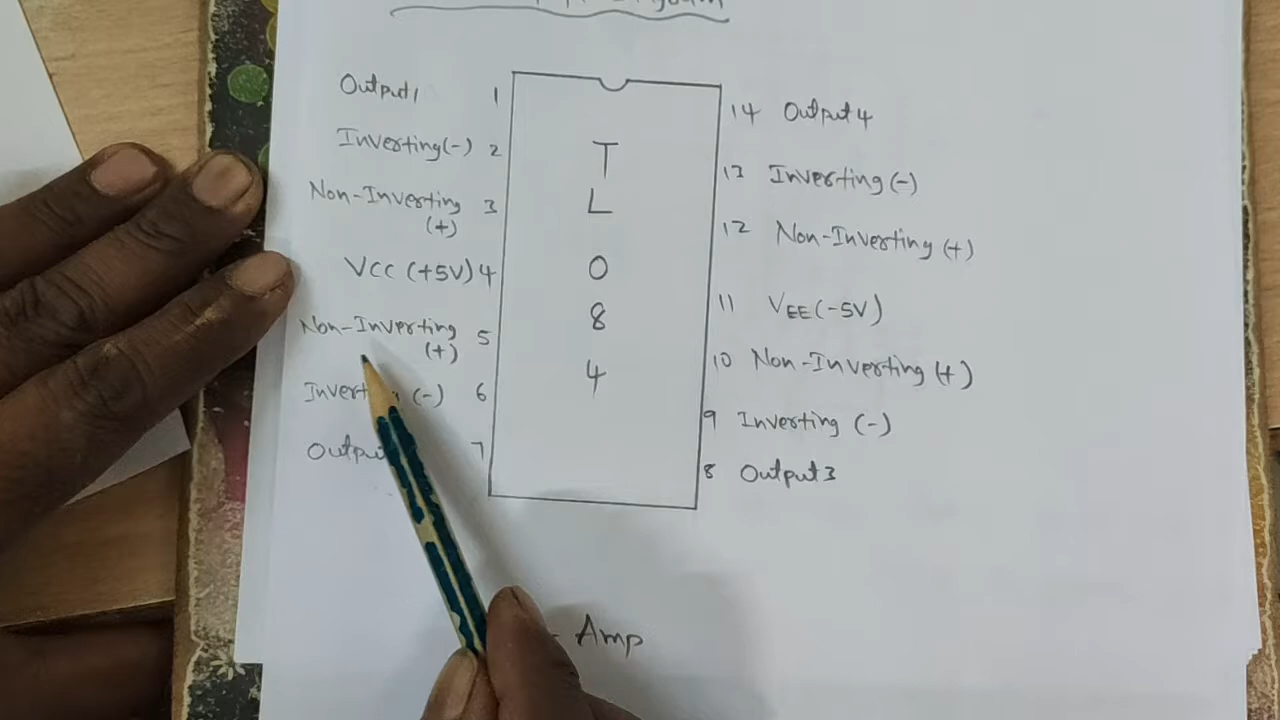 Output1 1
Inverting(-) 2
Non-Inverting 3
(+)
VCC (+5V) 4
Non-Inverting 5
(+)
(-) 6
7
T
L
0
8
4
14 Output4
13 Inverting (-)
12 Non-Inverting (+)
11 VEE (-5V)
10 Non-Inverting (+)
9 Inverting (-)
8 Output3
- Amp